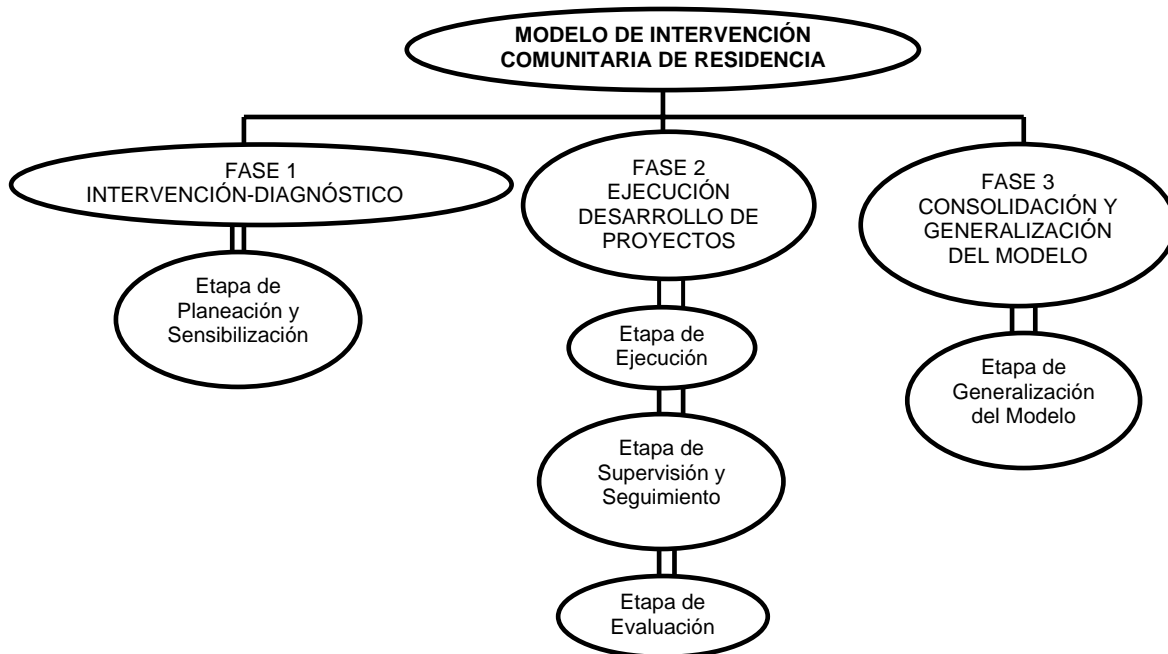 MODELO DE INTERVENCIÓN
COMUNITARIA DE RESIDENCIA
FASE 1
INTERVENCIÓN-DIAGNÓSTICO
Etapa de
Planeación y
Sensibilización
FASE 2
EJECUCIÓN
DESARROLLO DE
PROYECTOS
Etapa de
Ejecución
Etapa de
Supervisión y
Seguimiento
Etapa de
Evaluación
FASE 3
CONSOLIDACIÓN Y
GENERALIZACIÓN
DEL MODELO
Etapa de
Generalización
del Modelo